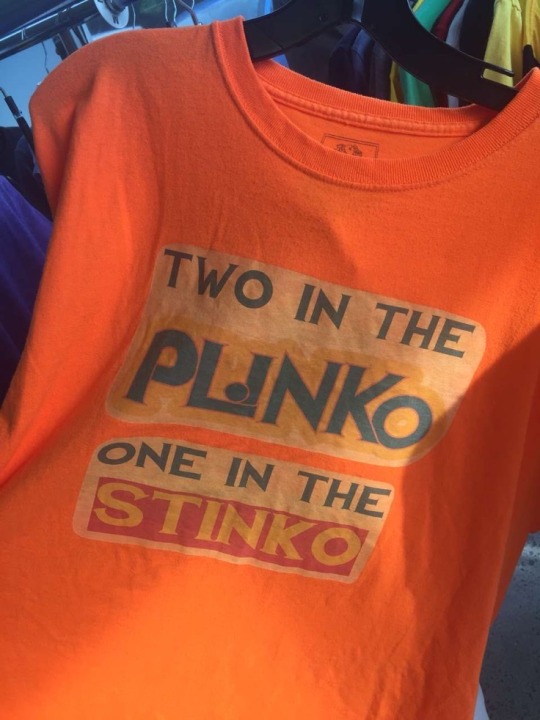 TWO IN THE
PLINKO
ONE IN THE
STINKO